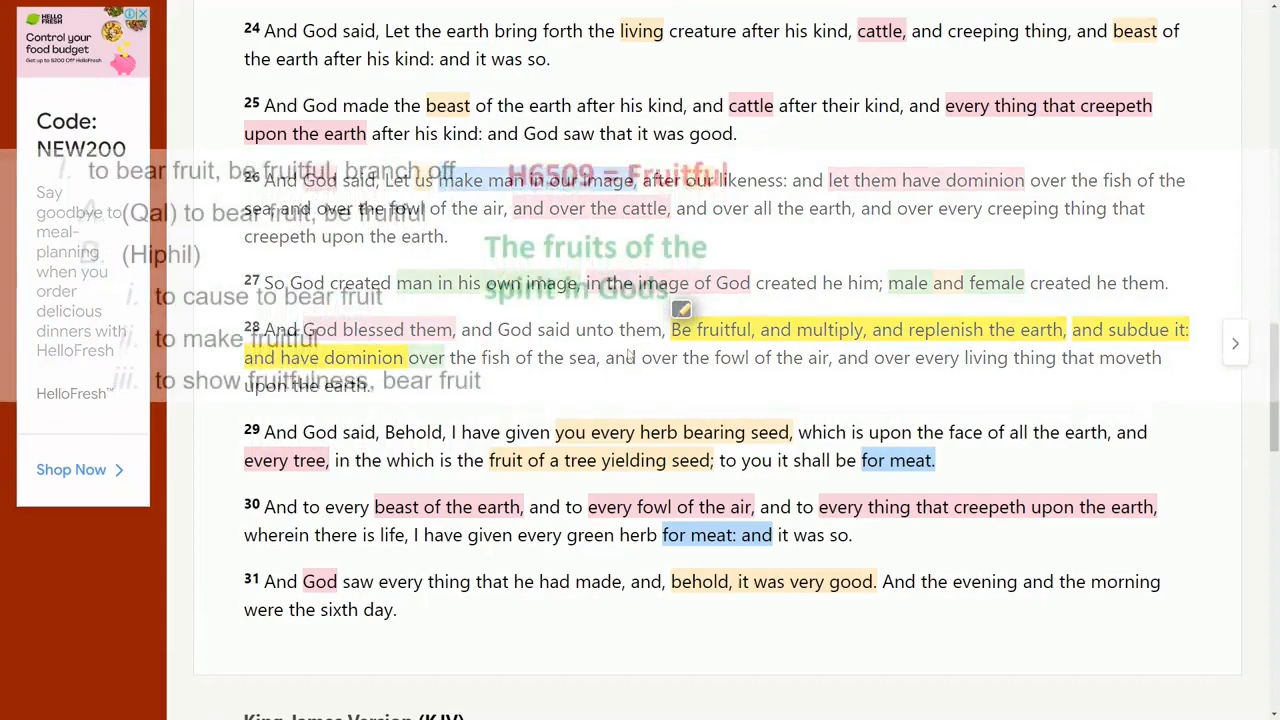 HELLO
FRESH
Control your
food budget
Get up to $200 Off HelloFresh
Code:
NEW200
Say
goodbye to
meal-
planning
when you
order
delicious
dinners with
HelloFresh
HelloFresh™
Shop Now
24 And God said, Let the earth bring forth the living creature after his kind, cattle, and creeping thing, and beast of
the earth after his kind: and it was so.
25 And God made the beast of the earth after his kind, and cattle after their kind, and every thing that creepeth
upon the earth after his kind: and God saw that it was good.
I. to bear fruit, be fruitful, branch off
A. (Qal) to bear fruit, be fruitful
B. (Hiphil)
i. to cause to bear fruit
ii. to make fruitful
iii. to show fruitfulness, bear fruit
H6509 = Fruitful
The fruits of the
spirit in Gods
26 And God said, Let us make man in our image, after our likeness: and let them have dominion over the fish of the
sea, and over the fowl of the air, and over the cattle, and over all the earth, and over every creeping thing that
creepeth upon the earth.
27 So God created man in his own image, in the image of God created he him; male and female created he them.
28 And God blessed them, and God said unto them, Be fruitful, and multiply, and replenish the earth, and subdue it:
and have dominion over the fish of the sea, and over the fowl of the air, and over every living thing that moveth
upon the earth.
29 And God said, Behold, I have given you every herb bearing seed, which is upon the face of all the earth, and
every tree, in the which is the fruit of a tree yielding seed; to you it shall be for meat.
30 And to every beast of the earth, and to every fowl of the air, and to every thing that creepeth upon the earth,
wherein there is life, I have given every green herb for meat: and it was so.
31 And God saw every thing that he had made, and, behold, it was very good. And the evening and the morning
were the sixth day.
King James Version (KJV)